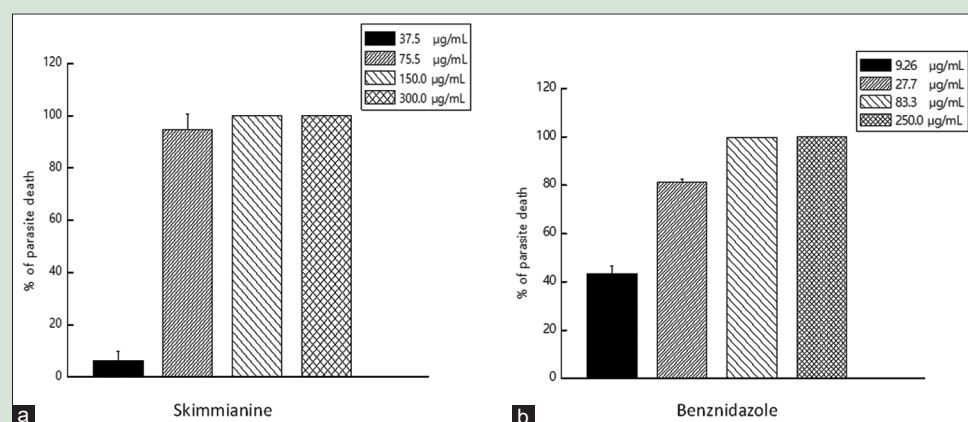 37.5 µg/mL
75.5 µg/mL
150.0 µg/mL
300.0 µg/mL
120
100
80
60
40
20
0
% of parasite death
Skimmianine
a
9.26 µg/mL
27.7 µg/mL
83.3 µg/mL
250.0 µg/mL
120
100
80
60
40
20
0
% of parasite death
Benznidazole
b